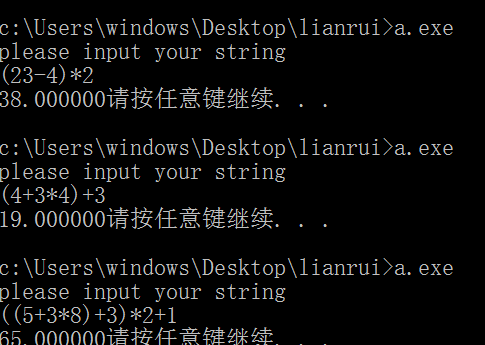 c:\Users\windows\Desktop\lianrui>a.exe
please input your string
(23-4)*2
38.000000请按任意键继续. . .
c:\Users\windows\Desktop\lianrui>a.exe
please input your string
(4+3*4)+3
19.000000请按任意键继续. . .
c:\Users\windows\Desktop\lianrui>a.exe
please input your string
((5+3*8)+3)*2+1
65.000000请按任意键继续. . .